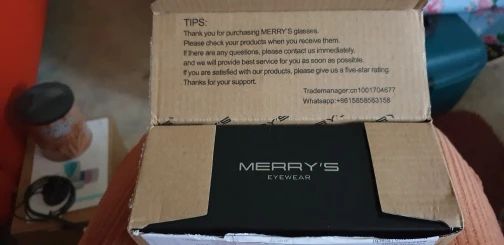 TIPS:
Thank you for purchasing MERRY'S glasses.
Please check your products when you receive them.
If there are any questions, please contact us immediately,
and we will provide best service for you as soon as possible.
If you are satisfied with our products, please give us a five-star rating
Thanks for your support.
Trademanager:cn1001704677
Whatsapp:+8618858563158
MERRY'S
EYEWEAR